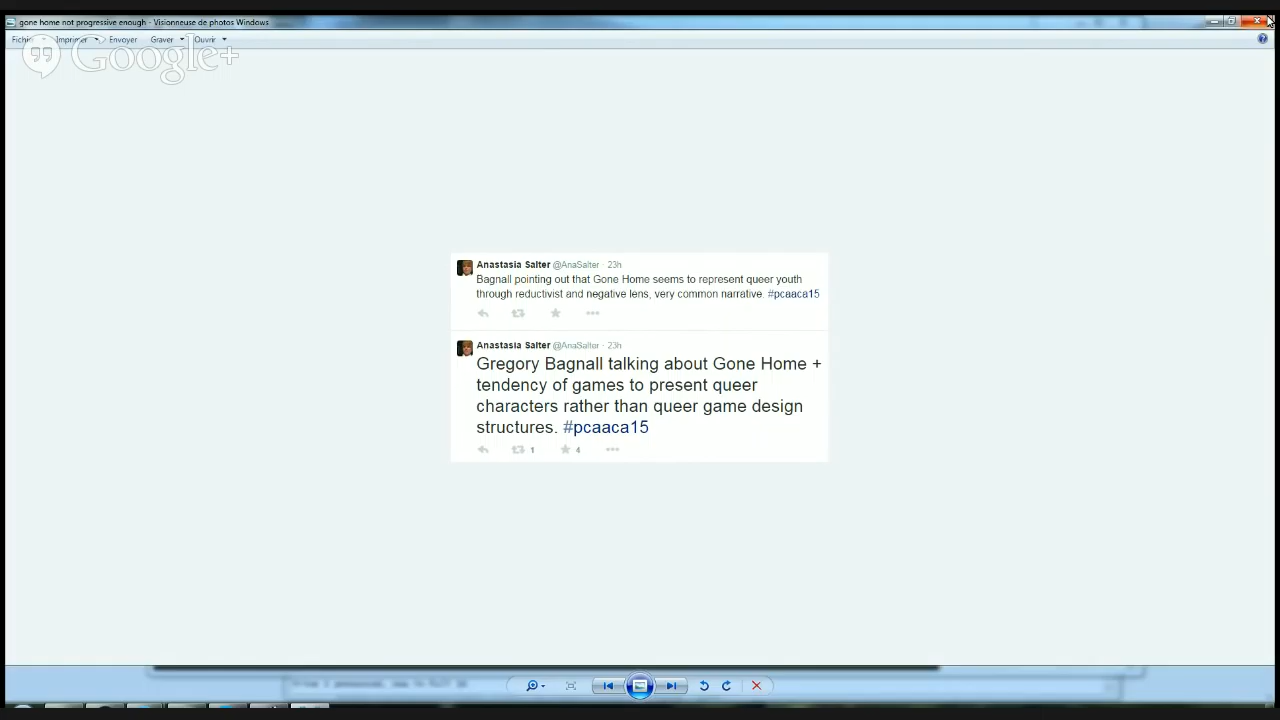 gone home not progressive enough - Visionneuse de photos Windows
Fichier Imprimer Envoyer Graver Ouvrir
Google+
Anastasia Salter @AnaSalter · 23h
Bagnall pointing out that Gone Home seems to represent queer youth
through reductivist and negative lens, very common narrative. #pcaaca15
Anastasia Salter @AnaSalter · 23h
Gregory Bagnall talking about Gone Home +
tendency of games to present queer
characters rather than queer game design
structures. #pcaaca15
1 4